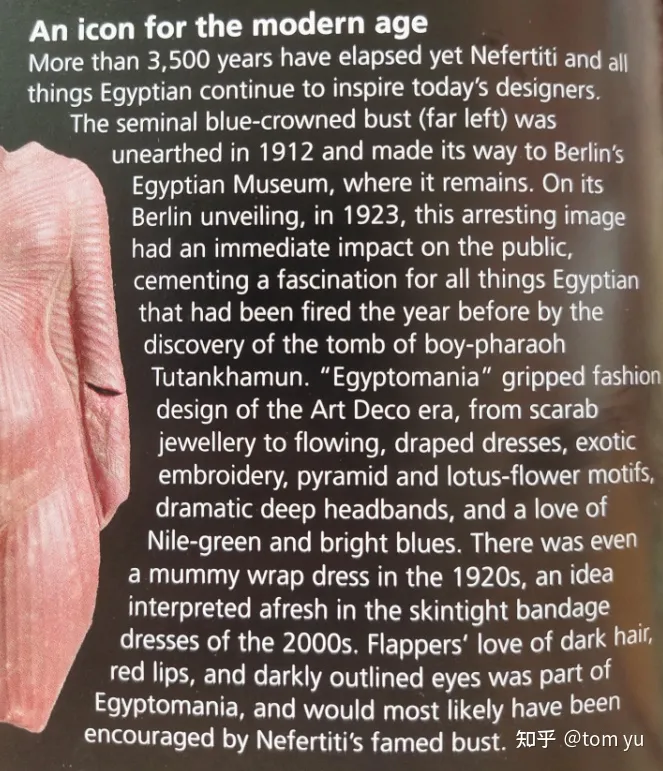 An icon for the modern age
More than 3,500 years have elapsed yet Nefertiti and all
things Egyptian continue to inspire today's designers.
The seminal blue-crowned bust (far left) was
unearthed in 1912 and made its way to Berlin's
Egyptian Museum, where it remains. On its
Berlin unveiling, in 1923, this arresting image
had an immediate impact on the public,
cementing a fascination for all things Egyptian
that had been fired the year before by the
discovery of the tomb of boy-pharaoh
Tutankhamun. "Egyptomania" gripped fashion
design of the Art Deco era, from scarab
jewellery to flowing, draped dresses, exotic
embroidery, pyramid and lotus-flower motifs,
dramatic deep headbands, and a love of
Nile-green and bright blues. There was even
a mummy wrap dress in the 1920s, an idea
interpreted afresh in the skintight bandage
dresses of the 2000s. Flappers' love of dark hair,
red lips, and darkly outlined eyes was part of
Egyptomania, and would most likely have been
encouraged by Nefertiti's famed bust.
知乎 @tom yu